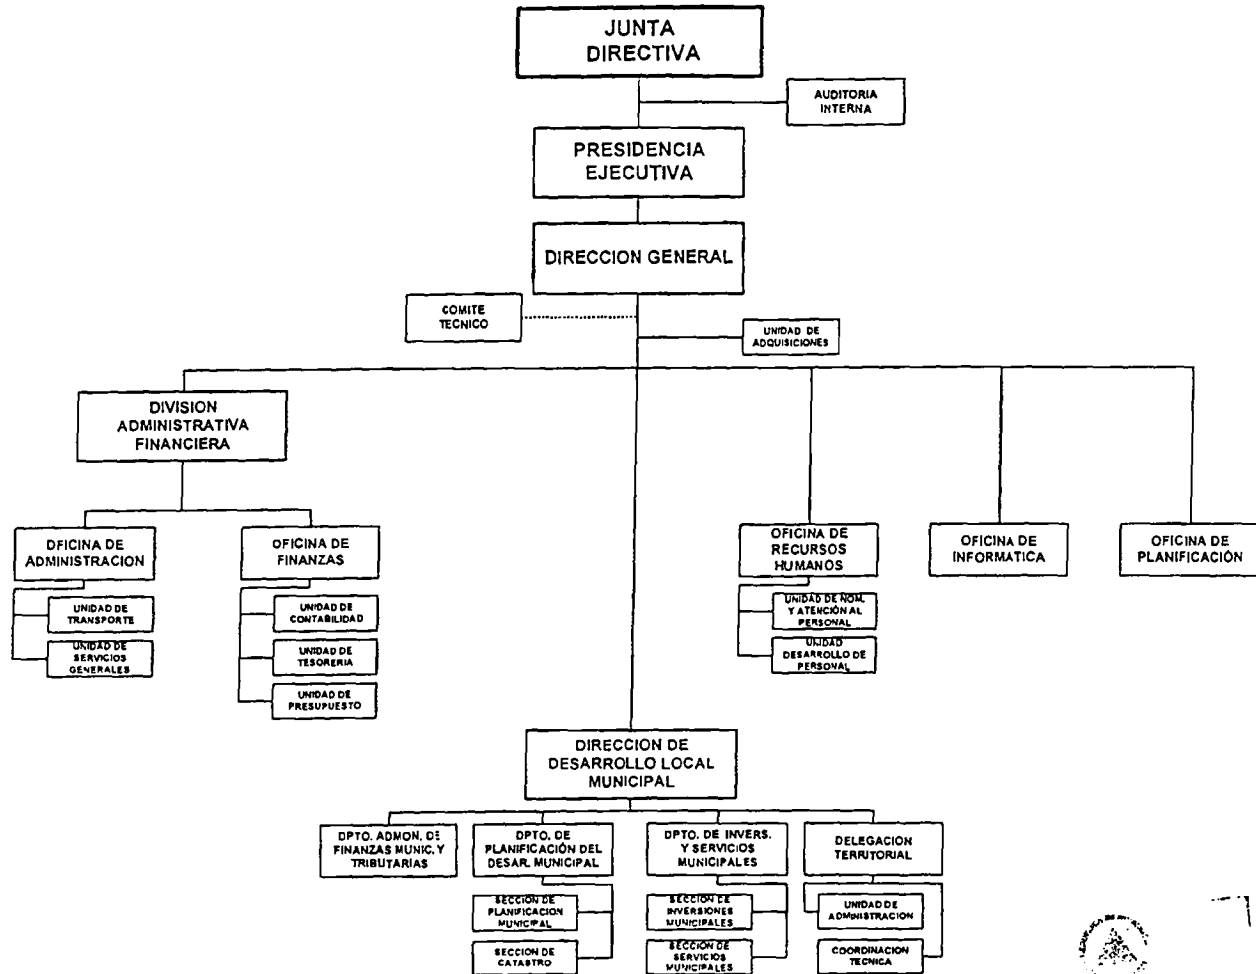 JUNTA
DIRECTIVA
AUDITORIA
INTERNA
PRESIDENCIA
EJECUTIVA
DIRECCION GENERAL
COMITE
TECNICO
UNIDAD DE
ADQUISICIONES
DIVISION
ADMINISTRATIVA
FINANCIERA
OFICINA DE
ADMINISTRACION
OFICINA DE
FINANZAS
OFICINA DE
RECURSOS
HUMANOS
OFICINA DE
INFORMATICA
OFICINA DE
PLANIFICACIÓN
UNIDAD DE
TRANSPORTE
UNIDAD DE
SERVICIOS
GENERALES
UNIDAD DE
CONTABILIDAD
UNIDAD DE
TESORERIA
UNIDAD DE
PRESUPUESTO
UNIDAD DE NOM.
Y ATENCIÓN AL
PERSONAL
UNIDAD
DESARROLLO DE
PERSONAL
DIRECCION DE
DESARROLLO LOCAL
MUNICIPAL
DPTO. ADMON. DE
FINANZAS MUNIC. Y
TRIBUTARIAS
DPTO. DE
PLANIFICACIÓN DEL
DESAR. MUNICIPAL
DPTO. DE INVERS.
Y SERVICIOS
MUNICIPALES
DELEGACION
TERRITORIAL
SECCION DE
PLANIFICACION
MUNICIPAL
SECCION DE
CATASTRO
SECCION DE
INVERSIONES
MUNICIPALES
SECCION DE
SERVICIOS
MUNICIPALES
UNIDAD DE
ADMINISTRACION
COORDINACION
TECNICA